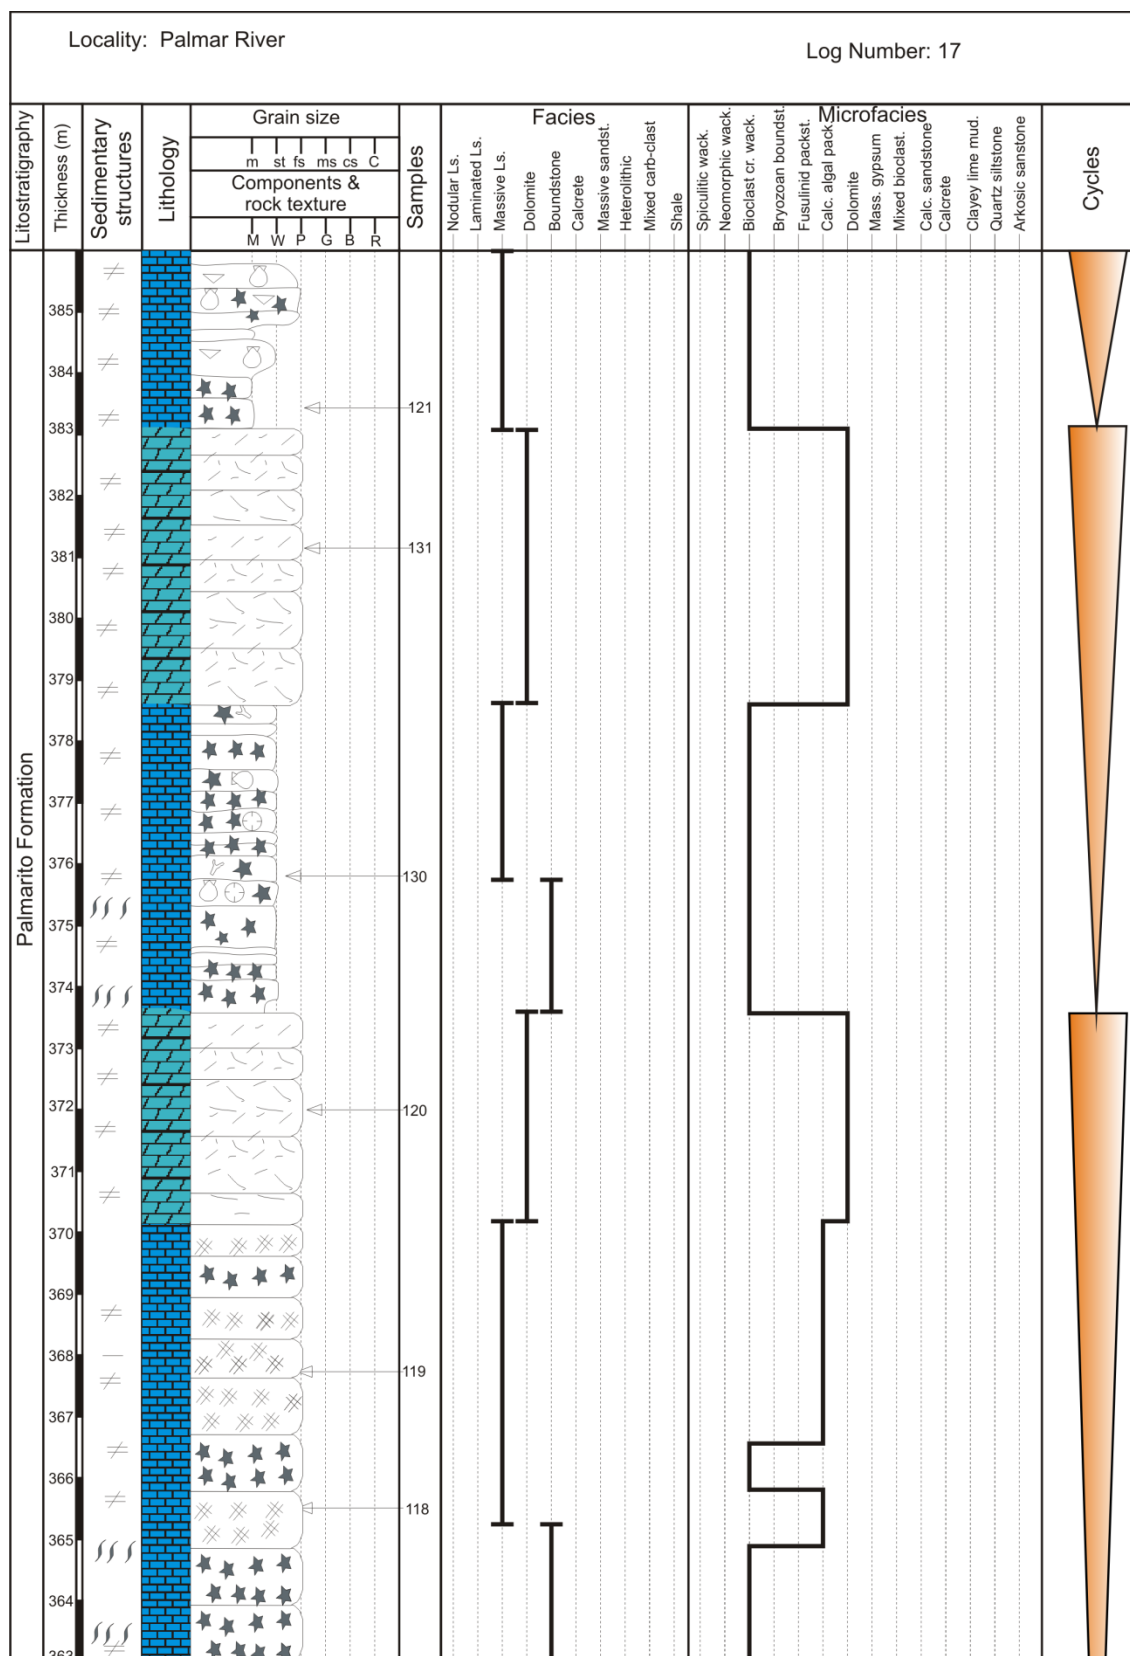 Locality: Palmar River
Log Number: 17
Litostratigraphy
Thickness (m)
Sedimentary
structures
Lithology
Grain size
m st fs ms cs C
Components &
rock texture
M W P G B R
Samples
Facies
Nodular Ls.
Laminated Ls.
Massive Ls.
Dolomite
Boundstone
Calcrete
Massive sandst.
Heterolithic
Mixed carb-clast
Shale
Microfacies
Spiculitic wack.
Neomorphic wack.
Bioclast cr. wack.
Bryozoan boundst.
Fusulinid packst.
Calc. algal pack.
Dolomite
Mass. gypsum
Mixed bioclast.
Calc. sandstone
Calcrete
Clayey lime mud.
Quartz siltstone
Arkosic sanstone
Cycles
Palmarito Formation
385
384
121
383
382
131
381
380
379
378
377
376
130
375
374
373
372
120
371
370
369
368
119
367
366
118
365
364
363